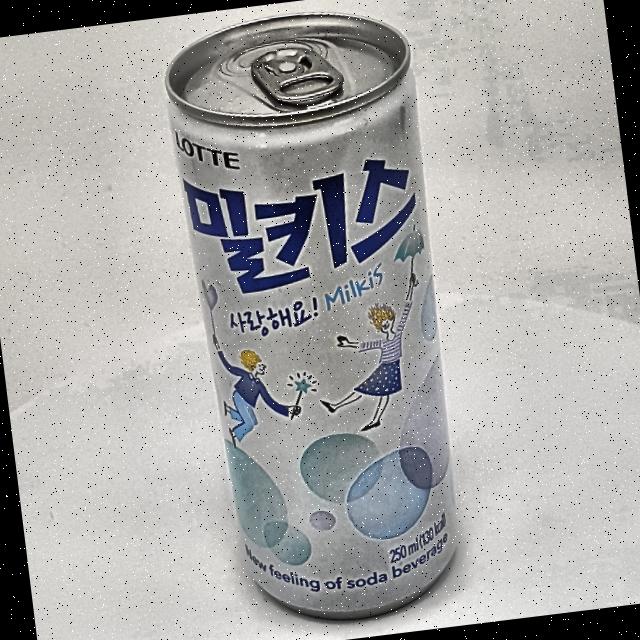 LOTTE
밀키스
사랑해요! Milkis
250 ml(130 kcal)
New feeling of soda beverage